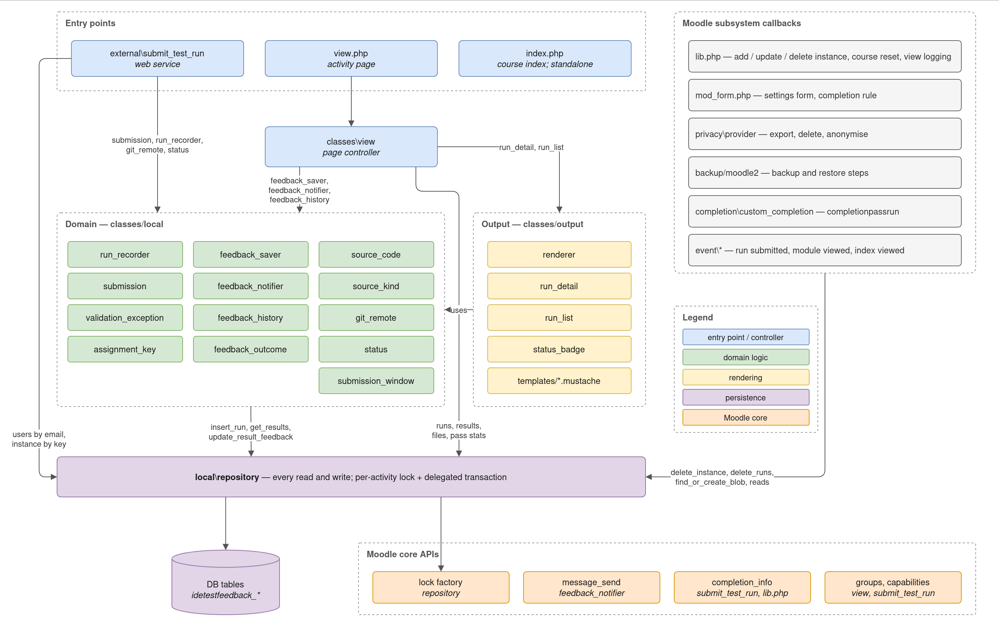 Entry points
external\submit_test_run
web service
view.php
activity page
index.php
course index; standalone
Moodle subsystem callbacks
lib.php — add / update / delete instance, course reset, view logging
mod_form.php — settings form, completion rule
privacy\provider — export, delete, anonymise
backup/moodle2 — backup and restore steps
completion\custom_completion — completionpassrun
event\* — run submitted, module viewed, index viewed
submission, run_recorder,
git_remote, status
classes\view
page controller
run_detail, run_list
feedback_saver,
feedback_notifier,
feedback_history
Domain — classes/local
run_recorder
submission
validation_exception
assignment_key
feedback_saver
feedback_notifier
feedback_history
feedback_outcome
source_code
source_kind
git_remote
status
submission_window
uses
Output — classes/output
renderer
run_detail
run_list
status_badge
templates/*.mustache
Legend
entry point / controller
domain logic
rendering
persistence
Moodle core
users by email,
instance by key
insert_run, get_results,
update_result_feedback
runs, results,
files, pass stats
delete_instance, delete_runs,
find_or_create_blob, reads
local\repository — every read and write; per-activity lock + delegated transaction
DB tables
idetestfeedback_*
Moodle core APIs
lock factory
repository
message_send
feedback_notifier
completion_info
submit_test_run, lib.php
groups, capabilities
view, submit_test_run